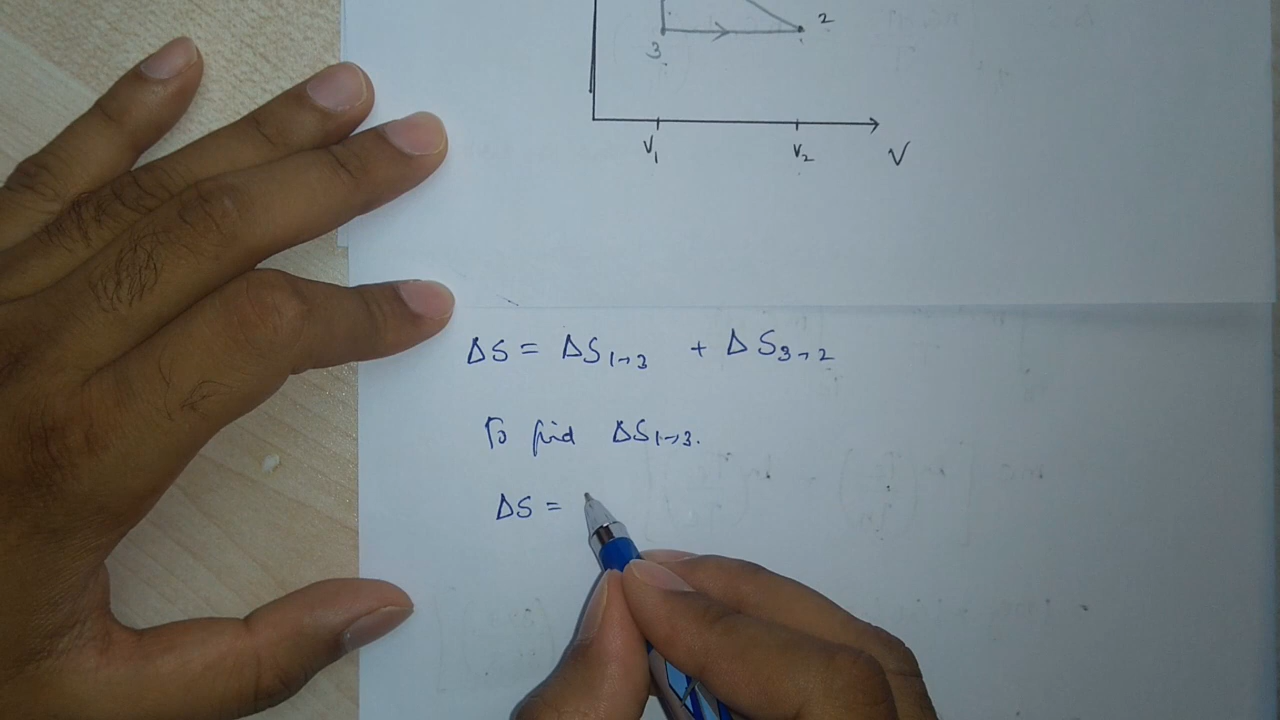 2
3
V₁ V₂ V
ΔS = ΔS₁→₃ + ΔS₃→₂
To find ΔS₁→₃.
ΔS =